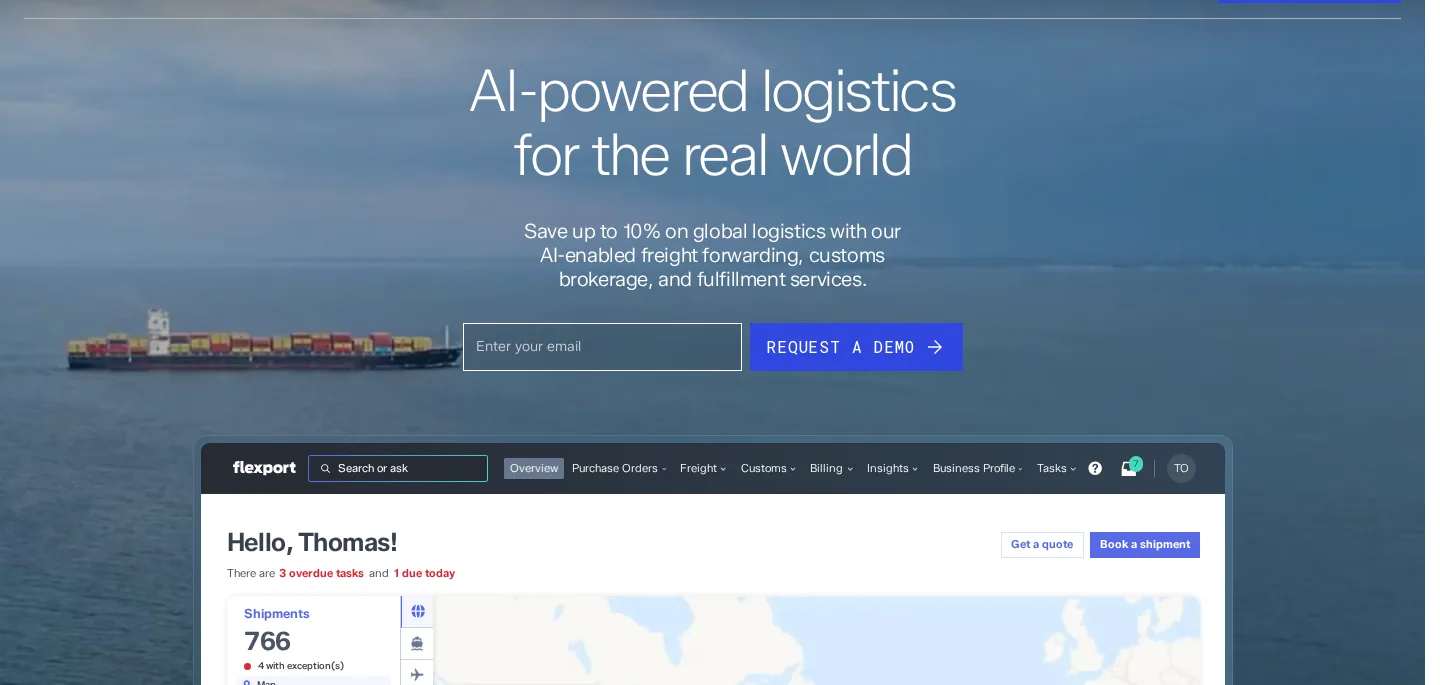 AI-powered logistics
for the real world
Save up to 10% on global logistics with our
AI-enabled freight forwarding, customs
brokerage, and fulfillment services.
Enter your email
REQUEST A DEMO
flexport
Search or ask
Overview
Purchase Orders
Freight
Customs
Billing
Insights
Business Profile
Tasks
?
7
TO
Hello, Thomas!
Get a quote
Book a shipment
There are 3 overdue tasks and 1 due today
Shipments
766
4 with exception(s)
Map